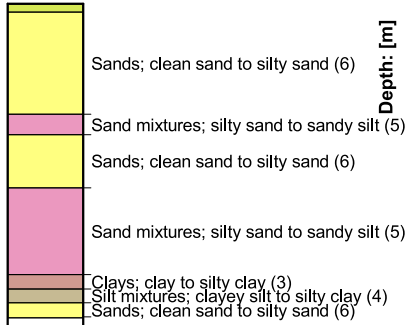 Sands; clean sand to silty sand (6)
Depth: [m]
Sand mixtures; silty sand to sandy silt (5)
Sands; clean sand to silty sand (6)
Sand mixtures; silty sand to sandy silt (5)
Clays; clay to silty clay (3)
Silt mixtures; clayey silt to silty clay (4)
Sands; clean sand to silty sand (6)